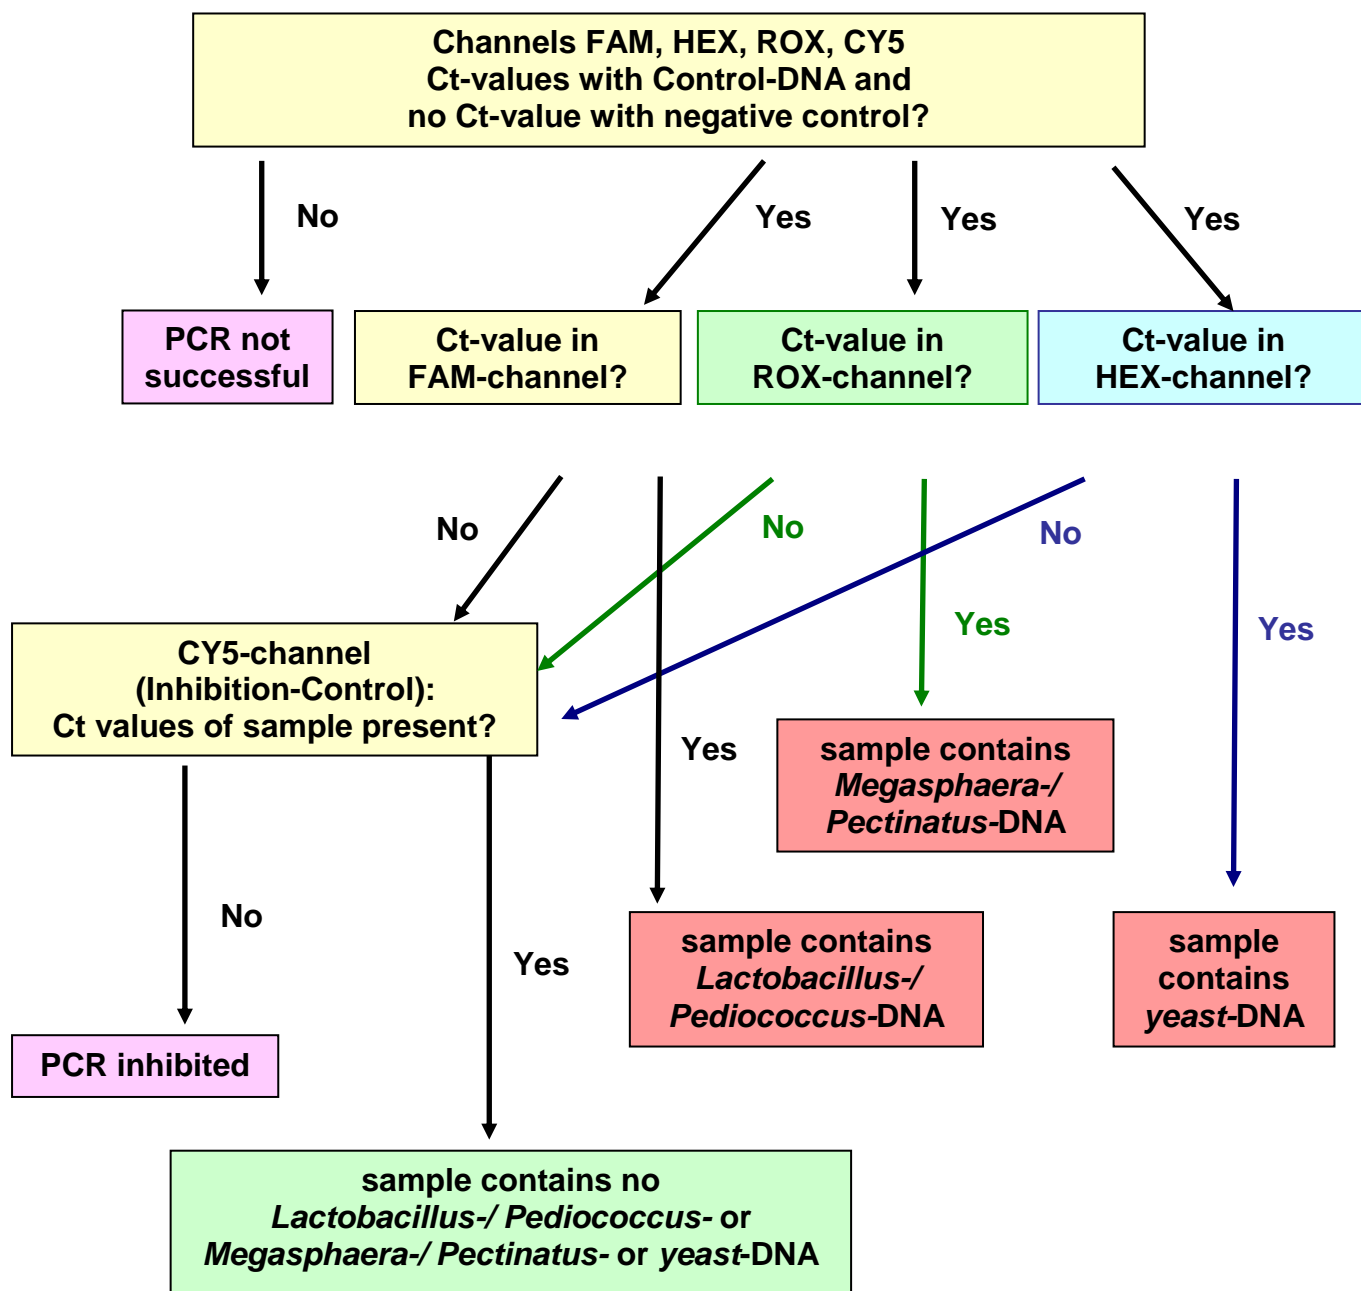 Channels FAM, HEX, ROX, CY5
Ct-values with Control-DNA and
no Ct-value with negative control?
No
Yes
Yes
Yes
PCR not
successful
Ct-value in
FAM-channel?
Ct-value in
ROX-channel?
Ct-value in
HEX-channel?
No
No
No
Yes
Yes
CY5-channel
(Inhibition-Control):
Ct values of sample present?
Yes
sample contains
Megasphaera-/
Pectinatus-DNA
No
Yes
sample contains
Lactobacillus-/
Pediococcus-DNA
sample
contains
yeast-DNA
PCR inhibited
sample contains no
Lactobacillus-/ Pediococcus- or
Megasphaera-/ Pectinatus- or yeast-DNA